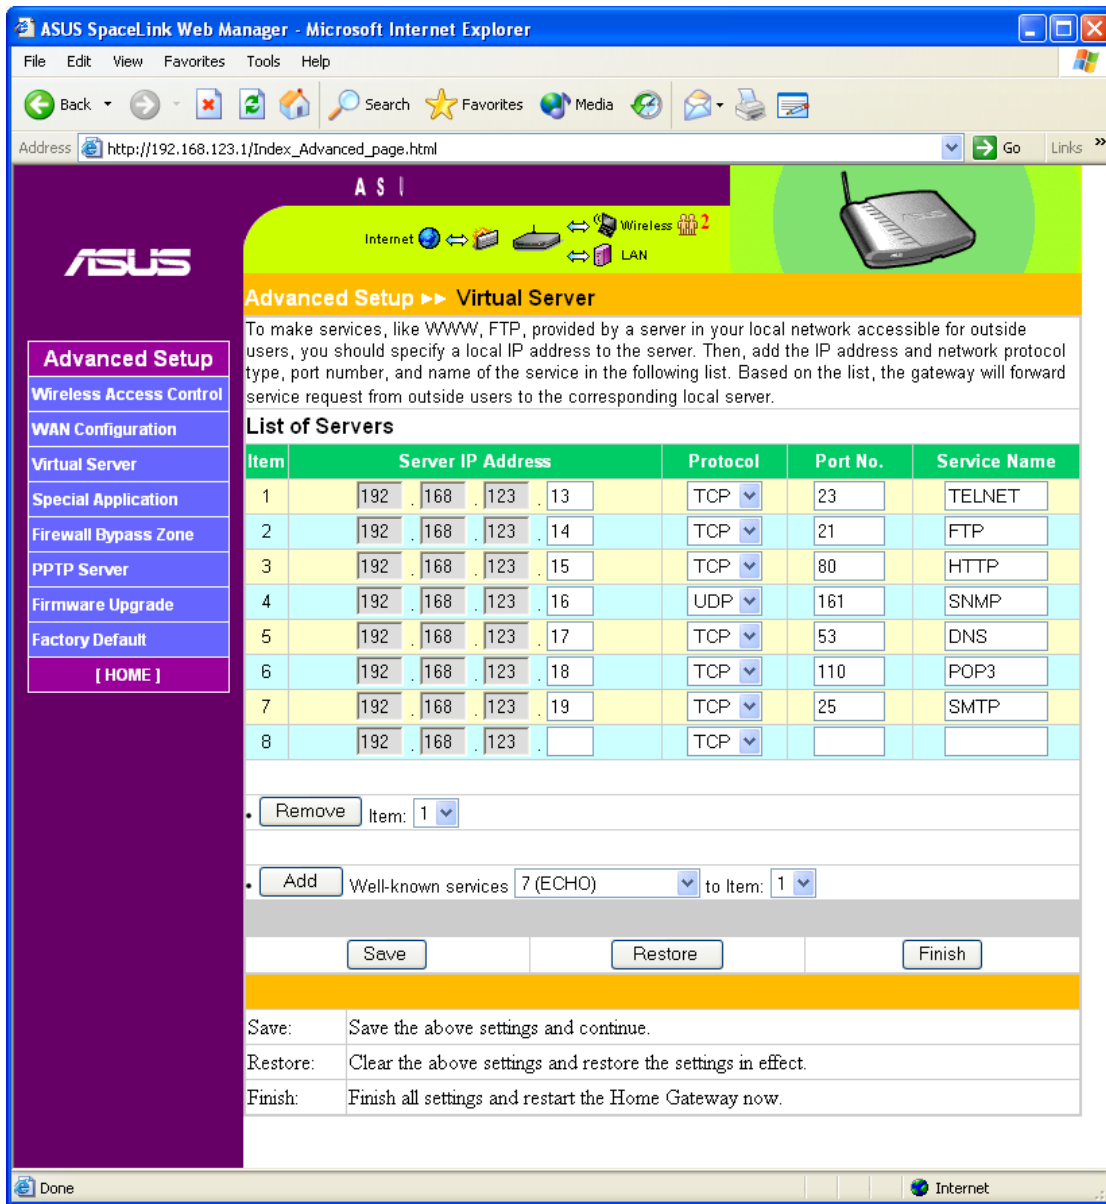 ASUS SpaceLink Web Manager - Microsoft Internet Explorer
File Edit View Favorites Tools Help
Back Search Favorites Media
Address http://192.168.123.1/Index_Advanced_page.html Go Links »
A S
Internet Wireless 2
LAN
ASUS
Advanced Setup Virtual Server
To make services, like WWW, FTP, provided by a server in your local network accessible for outside
users, you should specify a local IP address to the server. Then, add the IP address and network protocol
type, port number, and name of the service in the following list. Based on the list, the gateway will forward
service request from outside users to the corresponding local server.
Advanced Setup
Wireless Access Control
WAN Configuration
Virtual Server
Special Application
Firewall Bypass Zone
PPTP Server
Firmware Upgrade
Factory Default
[ HOME ]
List of Servers
Item Server IP Address Protocol Port No. Service Name
1 192 . 168 . 123 . 13 TCP 23 TELNET
2 192 . 168 . 123 . 14 TCP 21 FTP
3 192 . 168 . 123 . 15 TCP 80 HTTP
4 192 . 168 . 123 . 16 UDP 161 SNMP
5 192 . 168 . 123 . 17 TCP 53 DNS
6 192 . 168 . 123 . 18 TCP 110 POP3
7 192 . 168 . 123 . 19 TCP 25 SMTP
8 192 . 168 . 123 . TCP
• Remove Item: 1
• Add Well-known services 7 (ECHO) to Item: 1
Save Restore Finish
Save: Save the above settings and continue.
Restore: Clear the above settings and restore the settings in effect.
Finish: Finish all settings and restart the Home Gateway now.
Done Internet